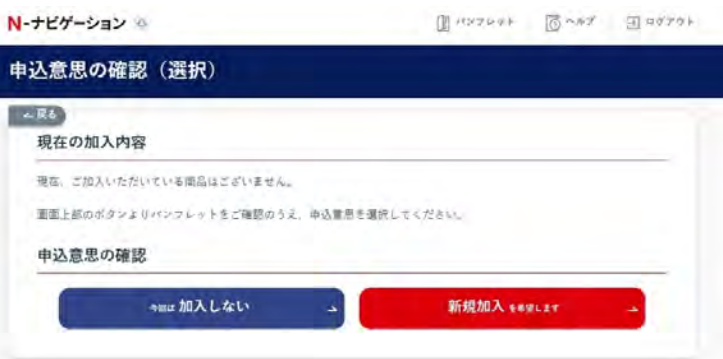 N-ナビゲーション
パンフレット ヘルプ ログアウト
申込意思の確認（選択）
戻る
現在の加入内容
現在、ご加入いただいている商品はございません。
画面上部のボタンよりパンフレットをご確認のうえ、申込意思を選択してください。
申込意思の確認
今回は 加入しない
新規加入 を希望します